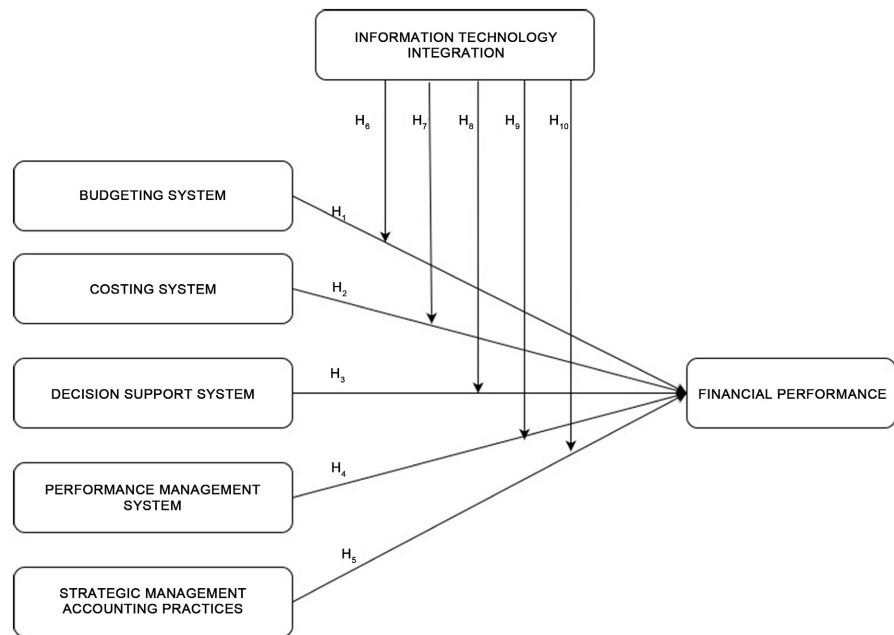 INFORMATION TECHNOLOGY
INTEGRATION
H₆
H₇
H₈
H₉
H₁₀
BUDGETING SYSTEM
H₁
COSTING SYSTEM
H₂
DECISION SUPPORT SYSTEM
H₃
FINANCIAL PERFORMANCE
PERFORMANCE MANAGEMENT
SYSTEM
H₄
STRATEGIC MANAGEMENT
ACCOUNTING PRACTICES
H₅